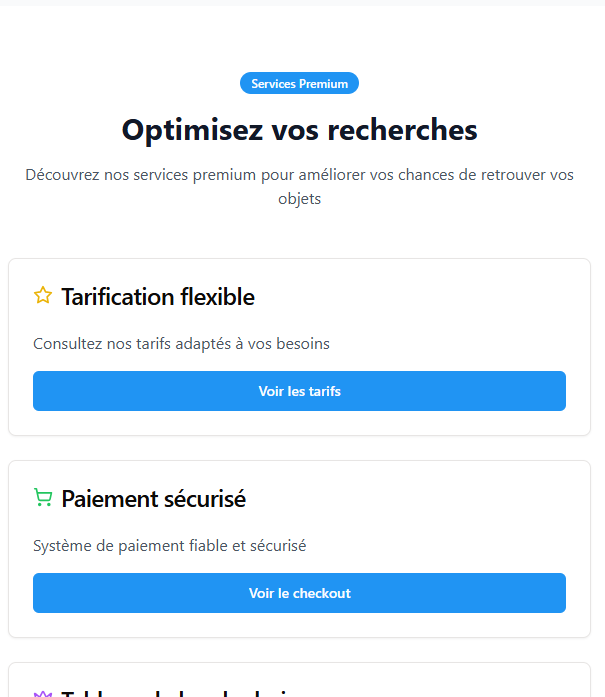 Services Premium
Optimisez vos recherches
Découvrez nos services premium pour améliorer vos chances de retrouver vos
objets
Tarification flexible
Consultez nos tarifs adaptés à vos besoins
Voir les tarifs
Paiement sécurisé
Système de paiement fiable et sécurisé
Voir le checkout